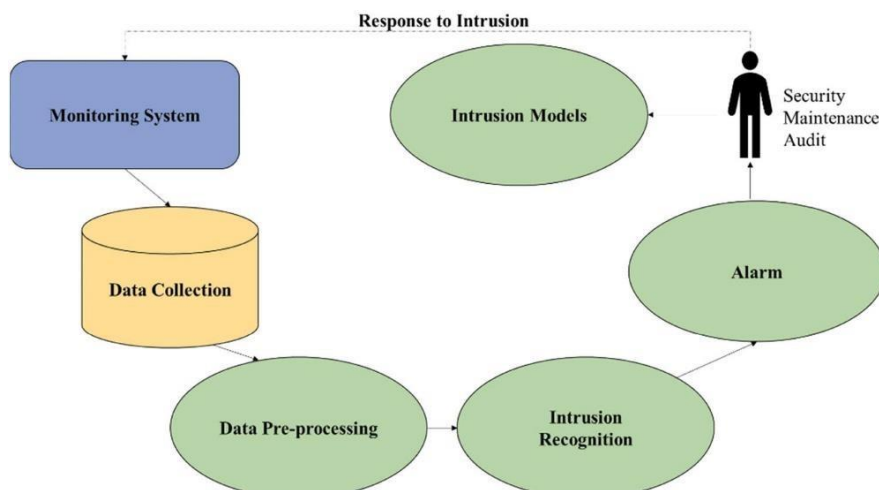 Response to Intrusion
Monitoring System
Intrusion Models
Security
Maintenance
Audit
Data Collection
Alarm
Data Pre-processing
Intrusion
Recognition